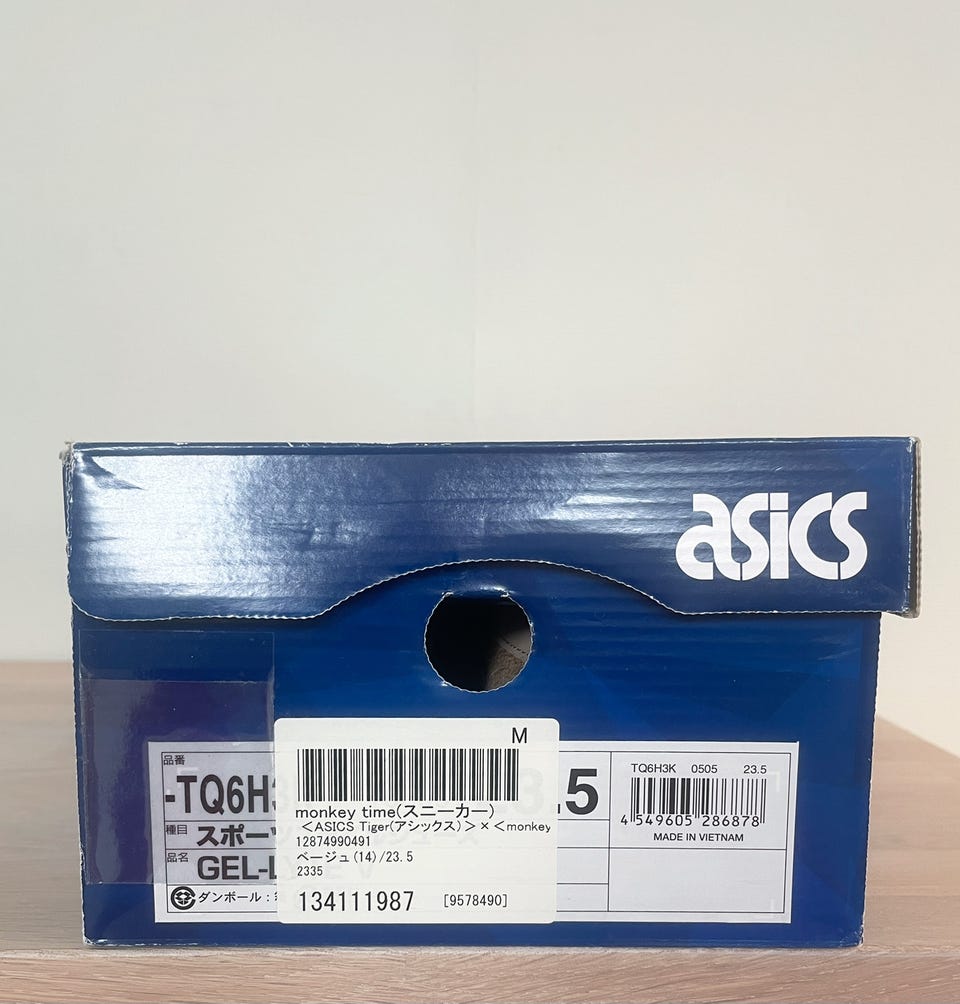 asics
M
monkey time(スニーカー)
<ASICS Tiger(アシックス)>×<monkey
12874990491
ベージュ(14)/23.5
2335
134111987 [9578490]
品番
-TQ6H3 .5
種目
スポーツ
品名
GEL-LY
ダンボール:
TQ6H3K 0505 23.5
4 549605 286878
MADE IN VIETNAM